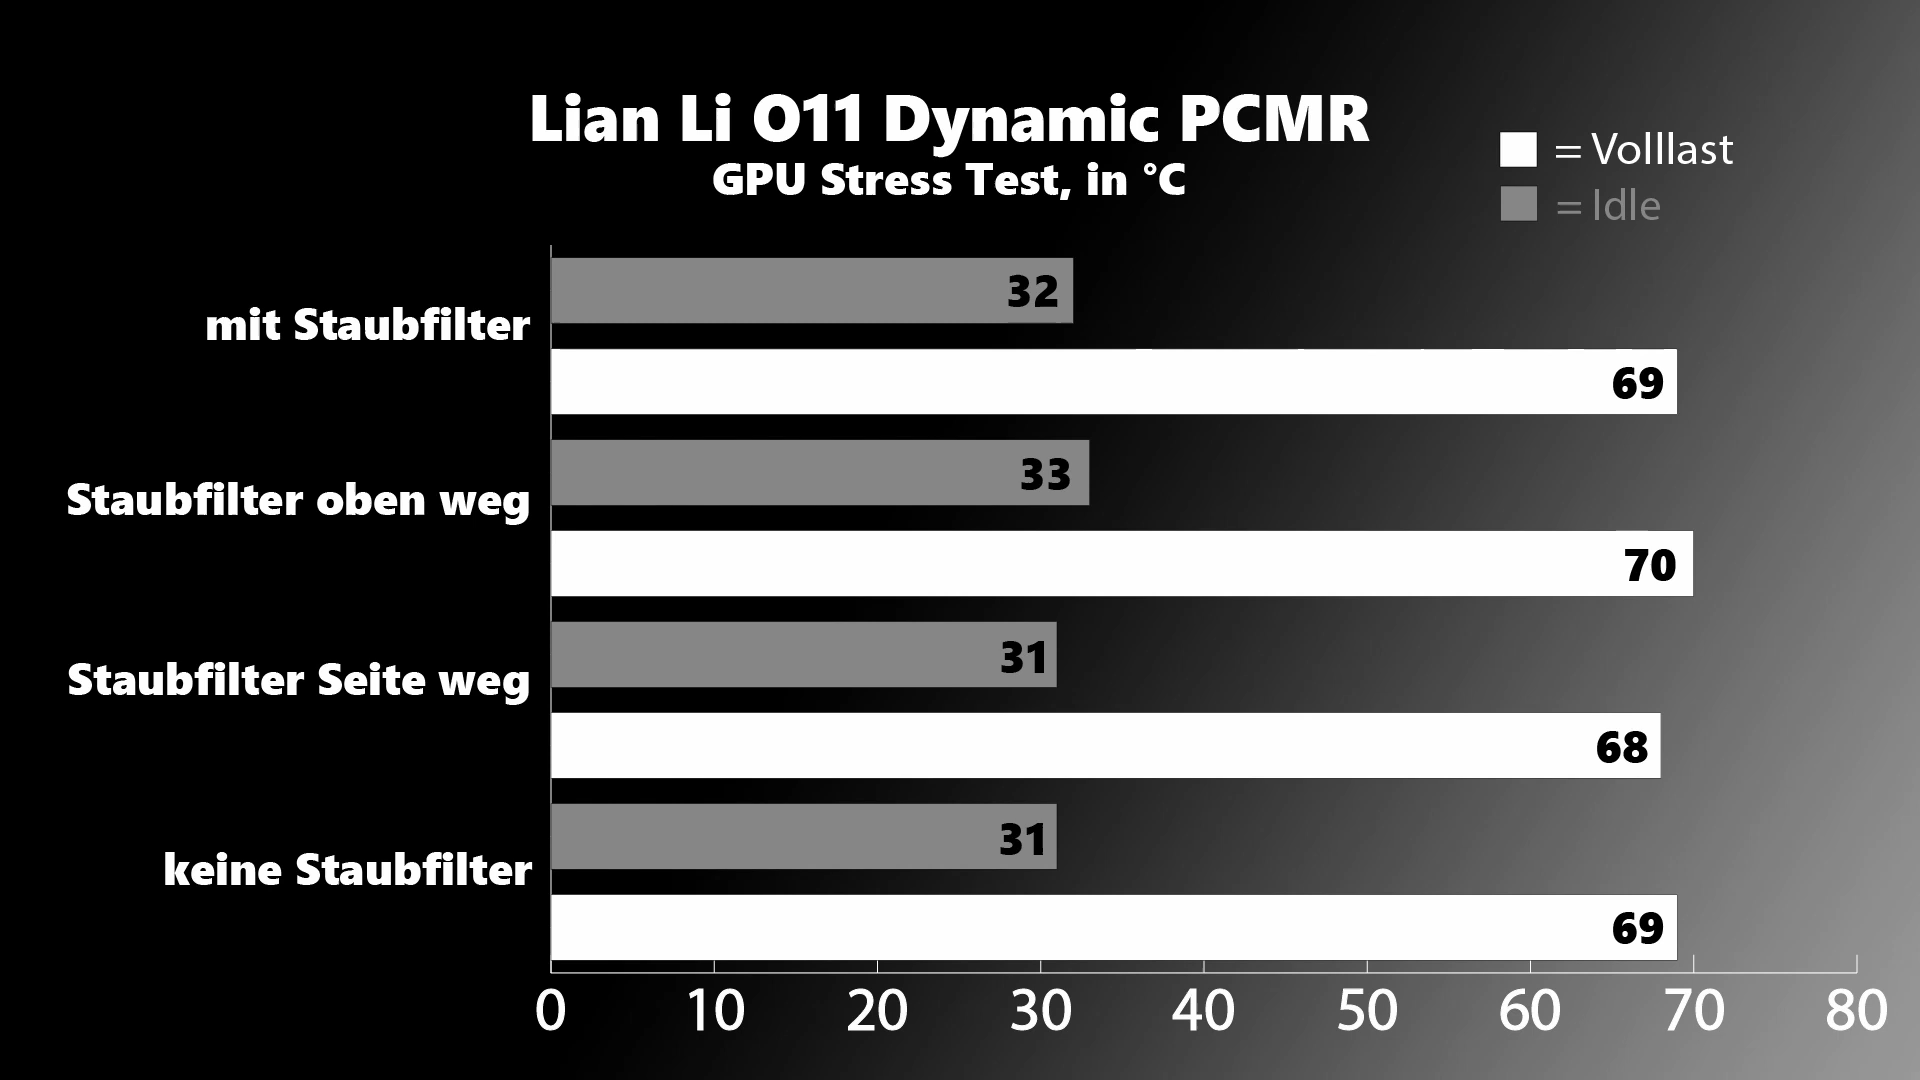 Lian Li O11 Dynamic PCMR
GPU Stress Test, in °C
= Volllast
= Idle
mit Staubfilter
32
69
Staubfilter oben weg
33
70
Staubfilter Seite weg
31
68
keine Staubfilter
31
69
0 10 20 30 40 50 60 70 80